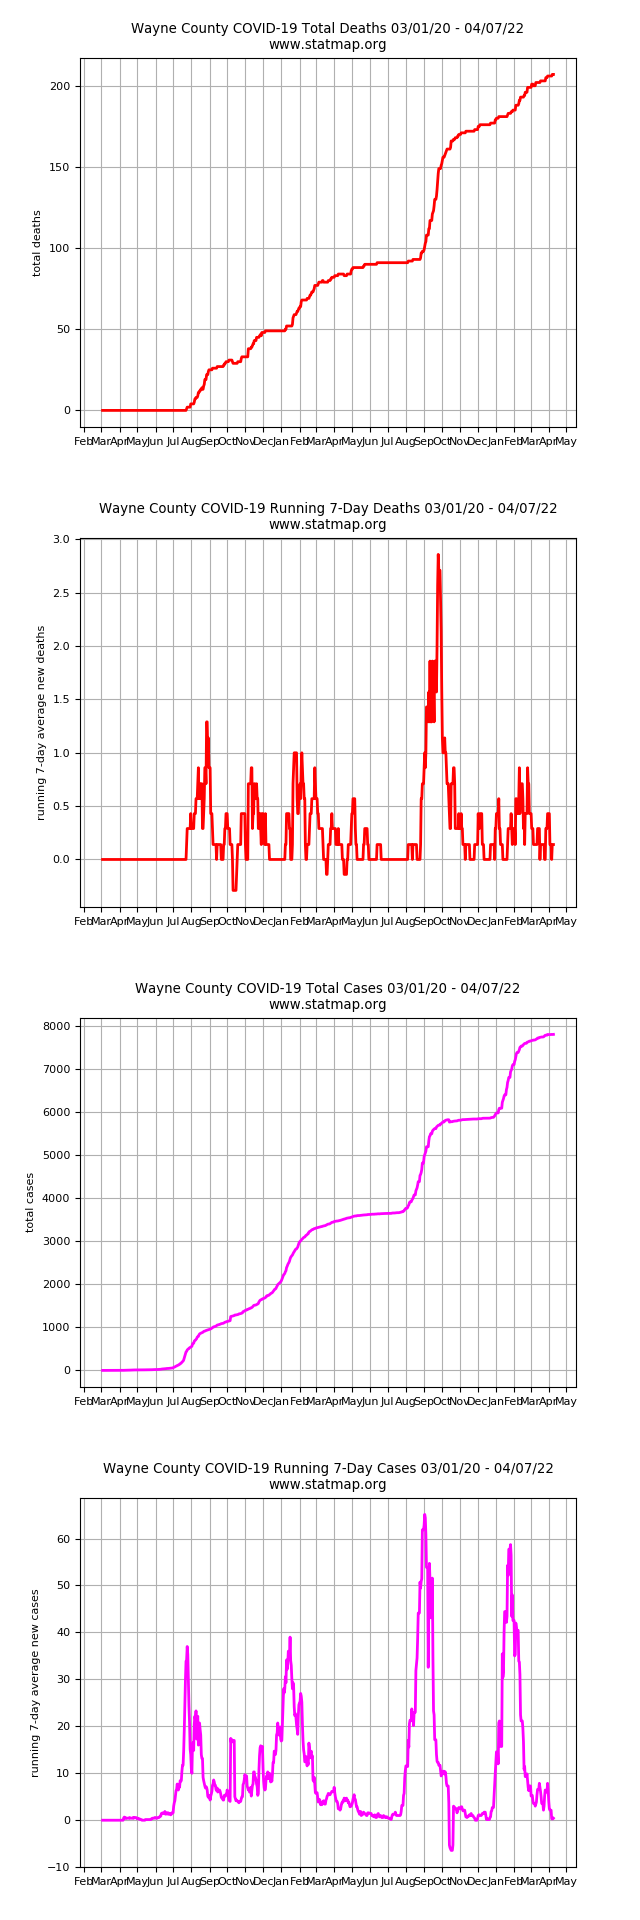 Wayne County COVID-19 Total Deaths 03/01/20 - 04/07/22
www.statmap.org
200
150
100
50
0
total deaths
Feb Mar Apr May Jun Jul Aug Sep Oct Nov Dec Jan Feb Mar Apr May Jun Jul Aug Sep Oct Nov Dec Jan Feb Mar Apr May
Wayne County COVID-19 Running 7-Day Deaths 03/01/20 - 04/07/22
www.statmap.org
3.0
2.5
2.0
1.5
1.0
0.5
0.0
running 7-day average new deaths
Feb Mar Apr May Jun Jul Aug Sep Oct Nov Dec Jan Feb Mar Apr May Jun Jul Aug Sep Oct Nov Dec Jan Feb Mar Apr May
Wayne County COVID-19 Total Cases 03/01/20 - 04/07/22
www.statmap.org
8000
7000
6000
5000
4000
3000
2000
1000
0
total cases
Feb Mar Apr May Jun Jul Aug Sep Oct Nov Dec Jan Feb Mar Apr May Jun Jul Aug Sep Oct Nov Dec Jan Feb Mar Apr May
Wayne County COVID-19 Running 7-Day Cases 03/01/20 - 04/07/22
www.statmap.org
60
50
40
30
20
10
0
−10
running 7-day average new cases
Feb Mar Apr May Jun Jul Aug Sep Oct Nov Dec Jan Feb Mar Apr May Jun Jul Aug Sep Oct Nov Dec Jan Feb Mar Apr May